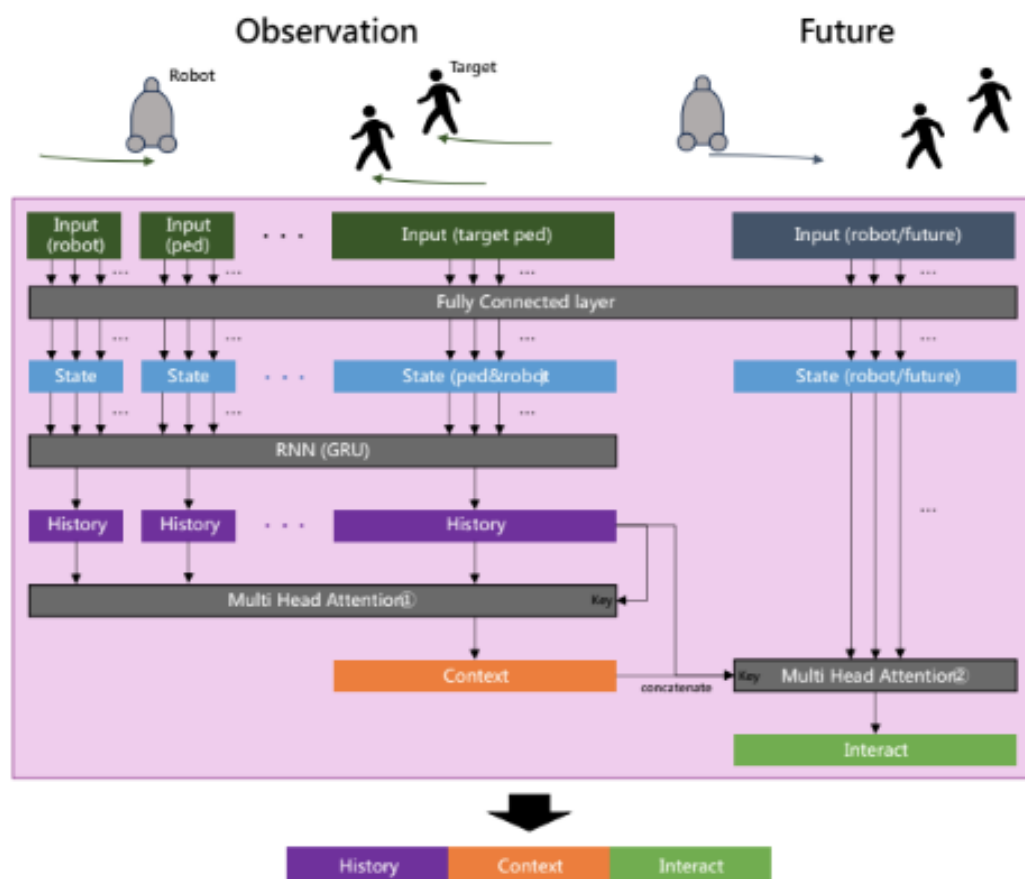 Observation
Future
Robot
Target
Input
(robot)
Input
(ped)
. . .
Input (target ped)
Input (robot/future)
...
...
...
...
Fully Connected layer
...
...
...
...
State
State
. . .
State (ped&robot
State (robot/future)
...
...
...
RNN (GRU)
History
History
. . .
History
...
Multi Head Attention①
Key
Context
concatenate
Key
Multi Head Attention②
Interact
History
Context
Interact